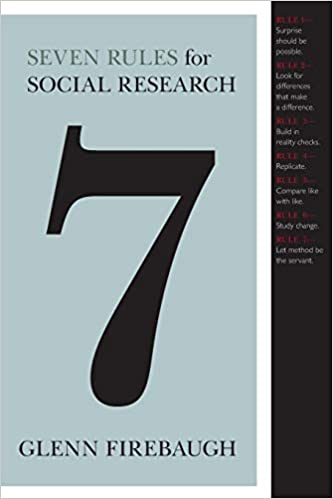 SEVEN RULES for
SOCIAL RESEARCH
7
GLENN FIREBAUGH
RULE 1—
Surprise
should be
possible.
RULE 2—
Look for
differences
that make
a difference.
RULE 3—
Build in
reality checks.
RULE 4—
Replicate.
RULE 5—
Compare like
with like.
RULE 6—
Study change.
RULE 7—
Let method be
the servant.